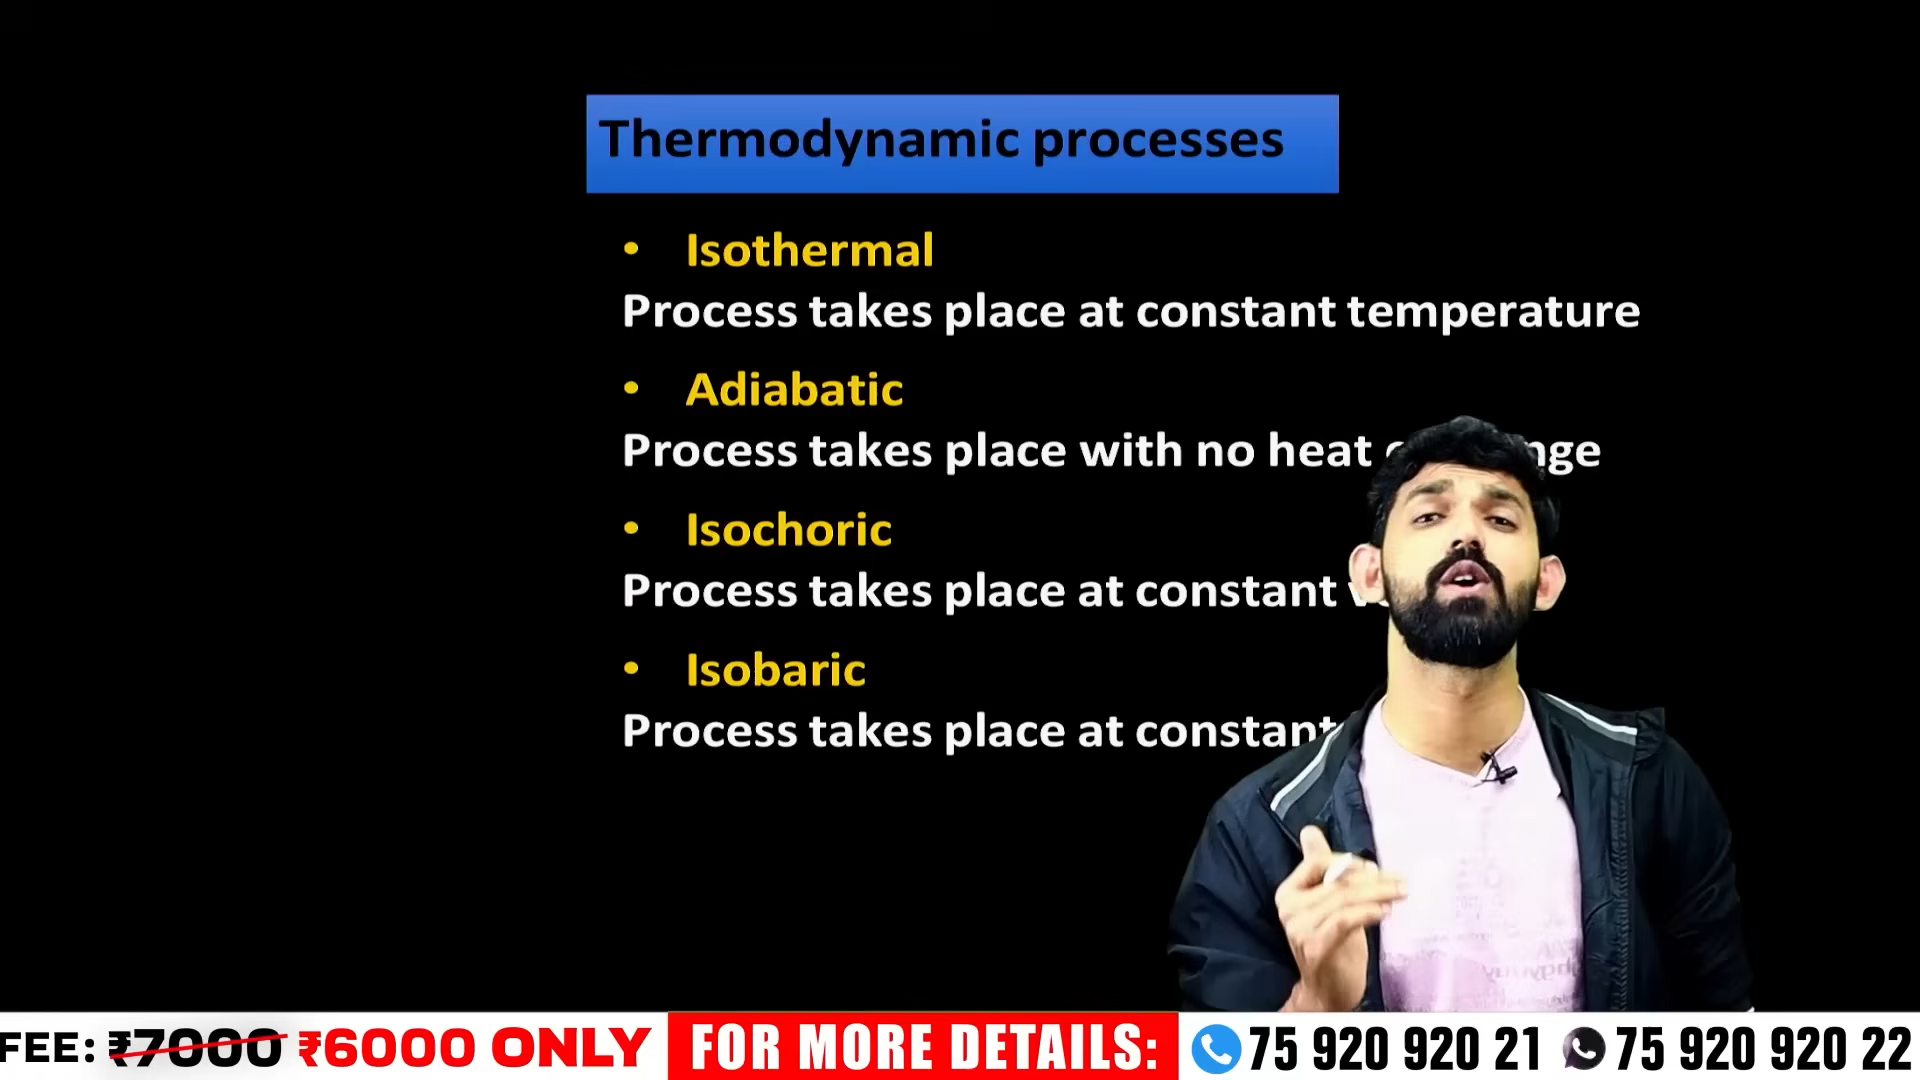 Thermodynamic processes
• Isothermal
Process takes place at constant temperature
• Adiabatic
Process takes place with no heat
• Isochoric
Process takes place at constant
• Isobaric
Process takes place at constant
FEE: ₹7000 ₹6000 ONLY FOR MORE DETAILS: 75 920 920 21 75 920 920 22